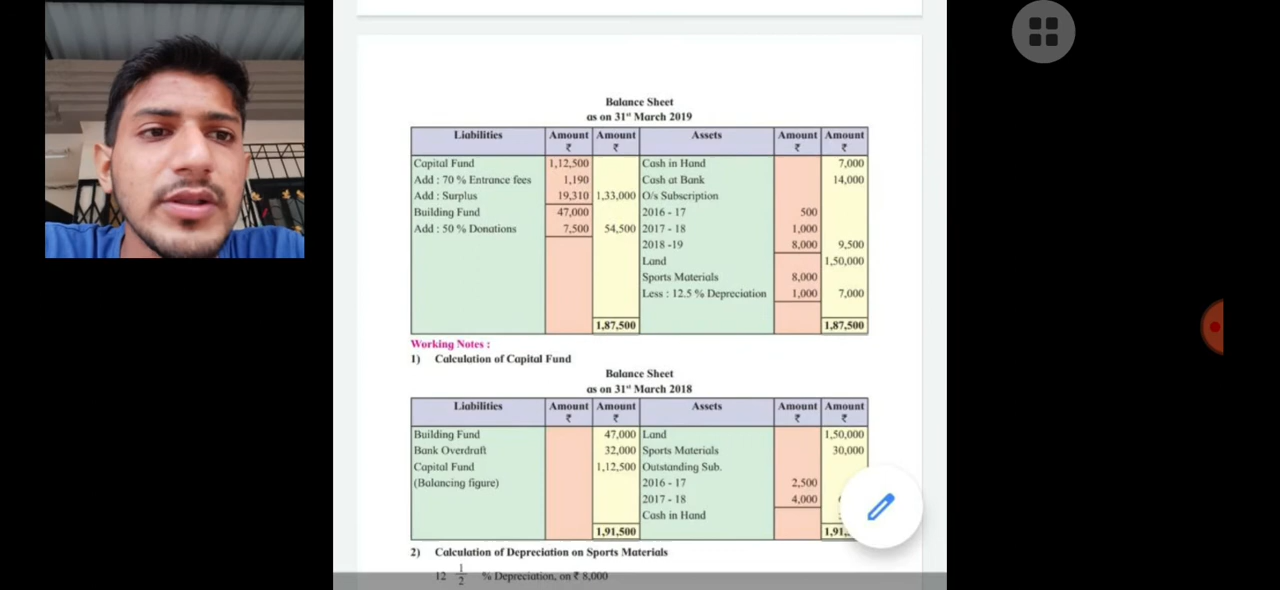 Balance Sheet
as on 31st March 2019
Liabilities Amount ₹ Amount ₹ Assets Amount ₹ Amount ₹
Capital Fund 1,12,500 Cash in Hand 7,000
Add : 70 % Entrance fees 1,190 Cash at Bank 14,000
Add : Surplus 19,310 1,33,000 O/s Subscription
Building Fund 47,000 2016 - 17 500
Add : 50 % Donations 7,500 54,500 2017 - 18 1,000
2018 -19 8,000 9,500
Land 1,50,000
Sports Materials 8,000
Less : 12.5 % Depreciation 1,000 7,000
1,87,500 1,87,500
Working Notes :
1) Calculation of Capital Fund
Balance Sheet
as on 31st March 2018
Liabilities Amount ₹ Amount ₹ Assets Amount ₹ Amount ₹
Building Fund 47,000 Land 1,50,000
Bank Overdraft 32,000 Sports Materials 30,000
Capital Fund 1,12,500 Outstanding Sub.
(Balancing figure) 2016 - 17 2,500
2017 - 18 4,000
Cash in Hand
1,91,500
2) Calculation of Depreciation on Sports Materials
12 1/2 % Depreciation, on ₹ 8,000